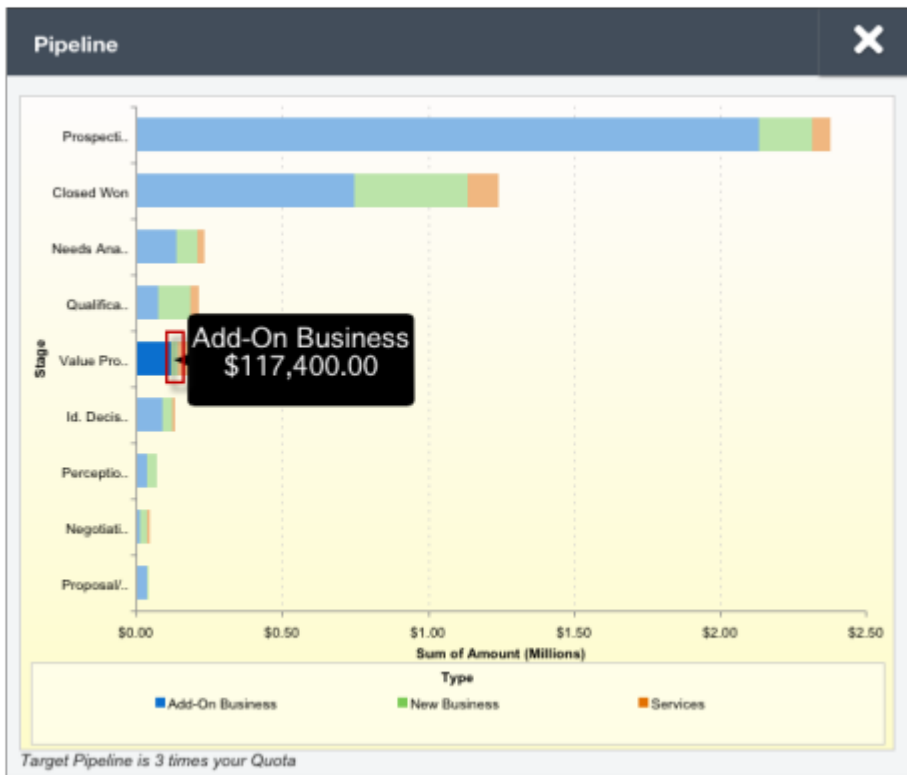 Pipeline
Prospecti..
Closed Won
Needs Ana..
Qualifica..
Add-On Business
$117,400.00
Stage
Value Pro..
Id. Decis..
Perceptio..
Negotiati..
Proposal/..
$0.00 $0.50 $1.00 $1.50 $2.00 $2.50
Sum of Amount (Millions)
Type
Add-On Business New Business Services
Target Pipeline is 3 times your Quota